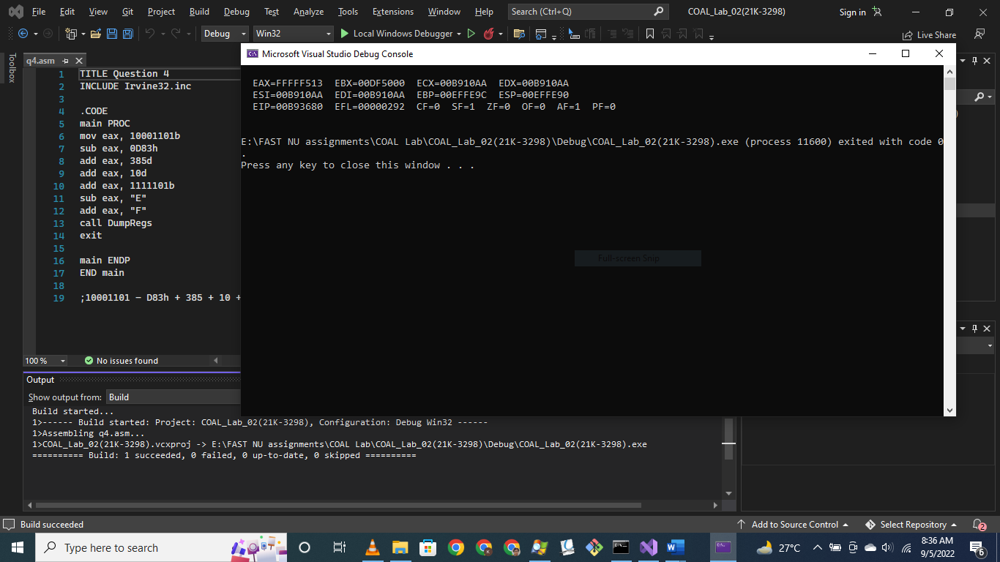 File Edit View Git Project Build Debug Test Analyze Tools Extensions Window Help Search (Ctrl+Q) COAL_Lab_02(21K-3298) Sign in
Debug Win32 Local Windows Debugger Live Share
Toolbox
q4.asm
1 TITLE Question 4
2 INCLUDE Irvine32.inc
3
4 .CODE
5 main PROC
6 mov eax, 10001101b
7 sub eax, 0D83h
8 add eax, 385d
9 add eax, 10d
10 add eax, 1111101b
11 sub eax, "E"
12 add eax, "F"
13 call DumpRegs
14 exit
15
16 main ENDP
17 END main
18
19 ;10001101 - D83h + 385 + 10 +
100 % No issues found
Microsoft Visual Studio Debug Console
EAX=FFFFF513 EBX=00DF5000 ECX=00B910AA EDX=00B910AA
ESI=00B910AA EDI=00B910AA EBP=00EFFE9C ESP=00EFFE90
EIP=00B93680 EFL=00000292 CF=0 SF=1 ZF=0 OF=0 AF=1 PF=0
E:\FAST NU assignments\COAL Lab\COAL_Lab_02(21K-3298)\Debug\COAL_Lab_02(21K-3298).exe (process 11600) exited with code 0
.
Press any key to close this window . . .
Full-screen Snip
)
Output
Show output from: Build
Build started...
1>------ Build started: Project: COAL_Lab_02(21K-3298), Configuration: Debug Win32 ------
1>Assembling q4.asm...
1>COAL_Lab_02(21K-3298).vcxproj -> E:\FAST NU assignments\COAL Lab\COAL_Lab_02(21K-3298)\Debug\COAL_Lab_02(21K-3298).exe
========== Build: 1 succeeded, 0 failed, 0 up-to-date, 0 skipped ==========
Build succeeded Add to Source Control Select Repository 2
Type here to search 27°C 8:36 AM
9/5/2022 6